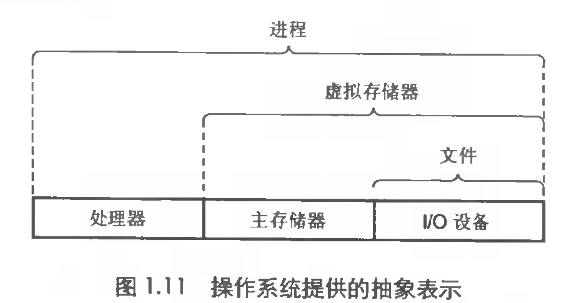 进程
虚拟存储器
文件
处理器 主存储器 I/O 设备
图 1.11 操作系统提供的抽象表示